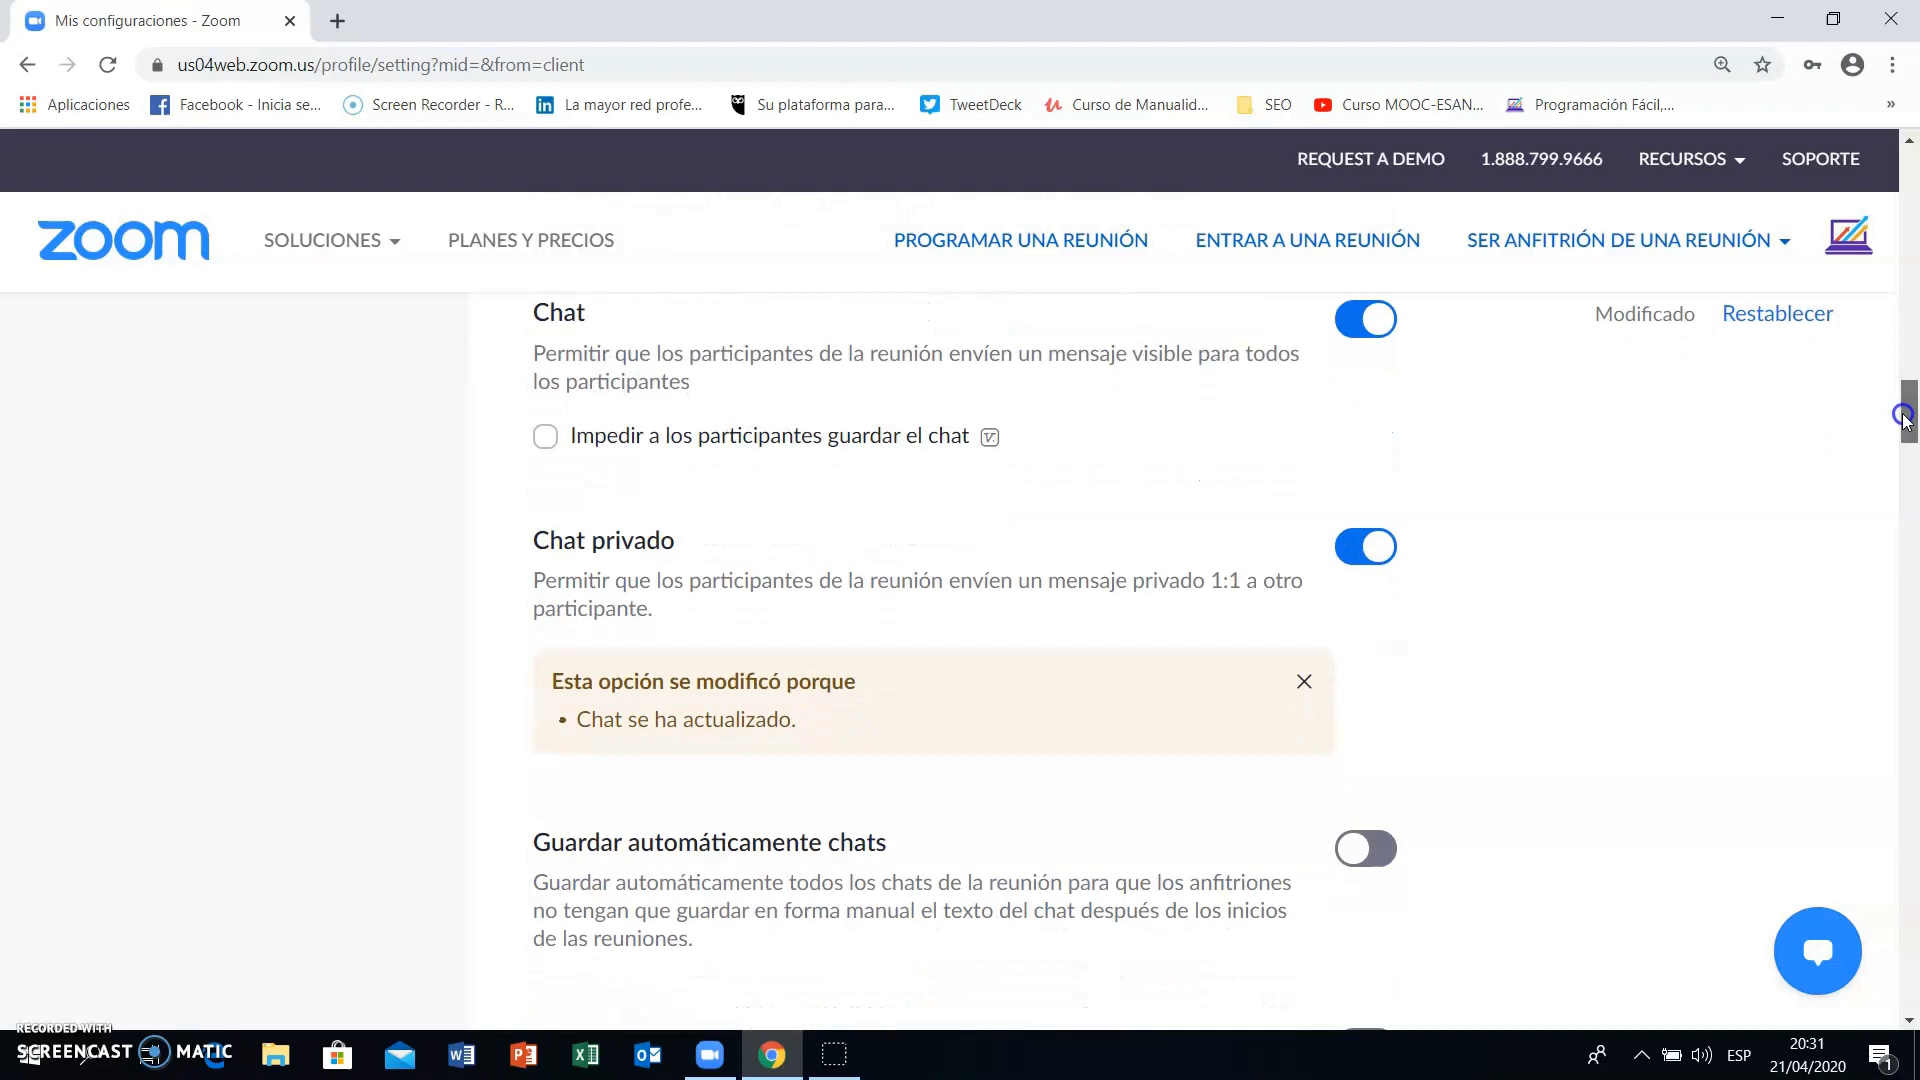 Mis configuraciones - Zoom
us04web.zoom.us/profile/setting?mid=&from=client
Aplicaciones
Facebook - Inicia se...
Screen Recorder - R...
La mayor red profe...
Su plataforma para...
TweetDeck
Curso de Manualid...
SEO
Curso MOOC-ESAN...
Programación Fácil,...
»
REQUEST A DEMO
1.888.799.9666
RECURSOS
SOPORTE
zoom
SOLUCIONES
PLANES Y PRECIOS
PROGRAMAR UNA REUNIÓN
ENTRAR A UNA REUNIÓN
SER ANFITRIÓN DE UNA REUNIÓN
Chat
Modificado
Restablecer
Permitir que los participantes de la reunión envíen un mensaje visible para todos
los participantes
Impedir a los participantes guardar el chat
Chat privado
Permitir que los participantes de la reunión envíen un mensaje privado 1:1 a otro
participante.
Esta opción se modificó porque
• Chat se ha actualizado.
Guardar automáticamente chats
Guardar automáticamente todos los chats de la reunión para que los anfitriones
no tengan que guardar en forma manual el texto del chat después de los inicios
de las reuniones.
RECORDED WITH
SCREENCAST MATIC
ESP
20:31
21/04/2020
1